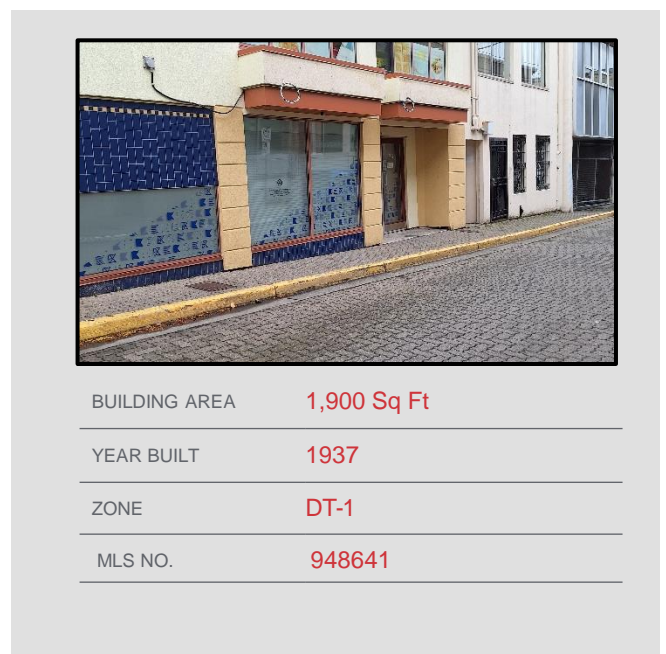 BUILDING AREA 1,900 Sq Ft
YEAR BUILT 1937
ZONE DT-1
MLS NO. 948641